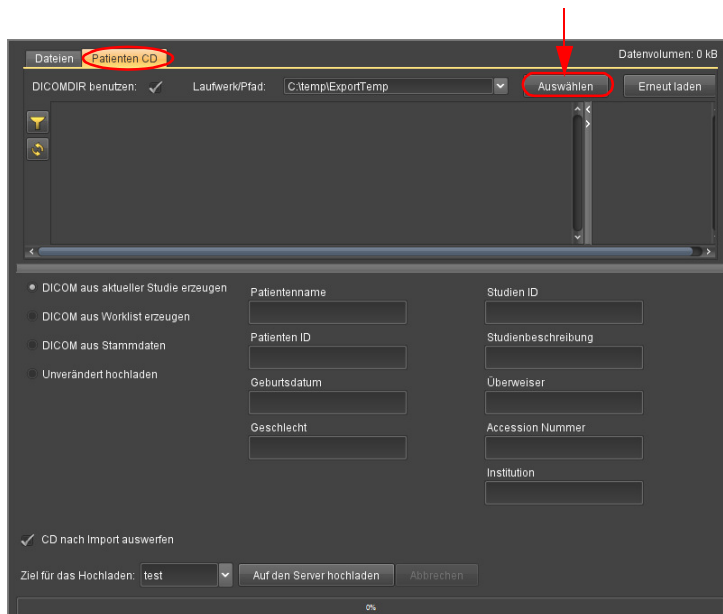 Dateien Patienten CD Datenvolumen: 0 kB
DICOMDIR benutzen: Laufwerk/Pfad: C:\temp\ExportTemp Auswählen Erneut laden
DICOM aus aktueller Studie erzeugen
DICOM aus Worklist erzeugen
DICOM aus Stammdaten
Unverändert hochladen
Patientenname
Patienten ID
Geburtsdatum
Geschlecht
Studien ID
Studienbeschreibung
Überweiser
Accession Nummer
Institution
CD nach Import auswerfen
Ziel für das Hochladen: test Auf den Server hochladen Abbrechen
0%